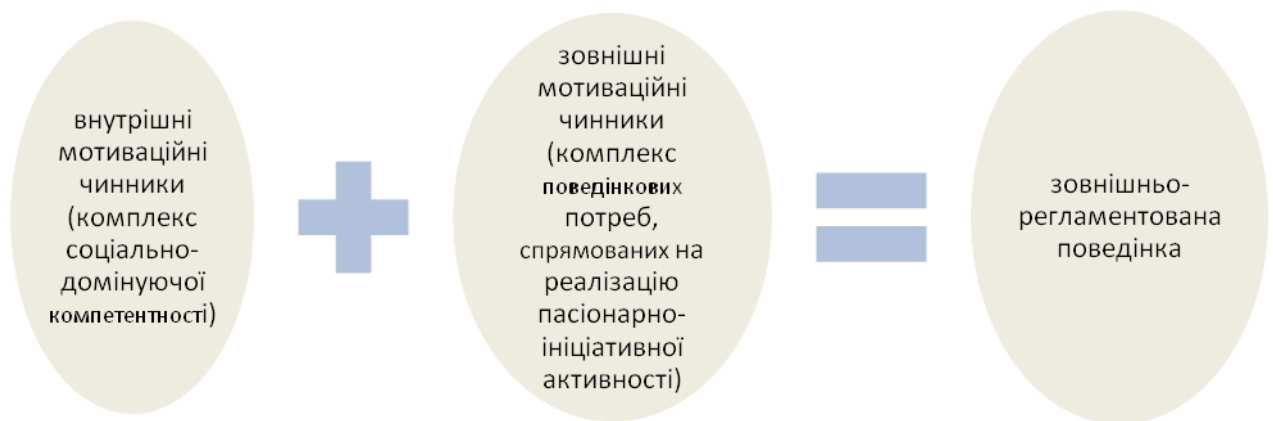 внутрішні
мотиваційні
чинники
(комплекс
соціально-
домінуючої
компетентності)
зовнішні
мотиваційні
чинники
(комплекс
поведінкових
потреб,
спрямованих на
реалізацію
пасіонарно-
ініціативної
активності)
зовнішньо-
регламентована
поведінка